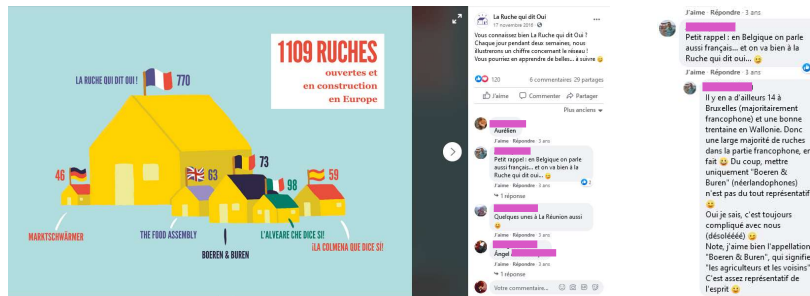 1109 RUCHES
ouvertes et
en construction
en Europe
LA RUCHE QUI DIT OUI !
770
46
63
73
98
59
MARKTSCHWÄRMER
THE FOOD ASSEMBLY
BOEREN & BUREN
L'ALVEARE CHE DICE SI!
¡LA COLMENA QUE DICE SI!
La Ruche qui dit Oui
17 novembre 2018
Vous connaissez bien La Ruche qui dit Oui ?
Chaque jour pendant deux semaines, nous
illustrerons un chiffre concernant le réseau !
Vous pourriez en apprendre de belles... à suivre
120
6 commentaires 29 partages
J'aime Commenter Partager
Plus anciens
Aurélien
J'aime · Répondre · 3 ans
Petit rappel : en Belgique on parle
aussi français... et on va bien à la
Ruche qui dit oui...
2
J'aime · Répondre · 3 ans
1 réponse
Quelques unes à La Réunion aussi
J'aime · Répondre · 3 ans
Ángel
J'aime · Répondre · 3 ans
1 réponse
Votre commentaire...
J'aime · Répondre · 3 ans
Petit rappel : en Belgique on parle
aussi français... et on va bien à la
Ruche qui dit oui...
J'aime · Répondre · 3 ans
Il y en a d'ailleurs 14 à
Bruxelles (majoritairement
francophone) et une bonne
trentaine en Wallonie. Donc
une large majorité de ruches
dans la partie francophone, en
fait Du coup, mettre
uniquement "Boeren &
Buren" (néerlandophones)
n'est pas du tout représentatif
Oui je sais, c'est toujours
compliqué avec nous
(désoléééé)
Note, j'aime bien l'appellation
"Boeren & Buren", qui signifie
"les agriculteurs et les voisins".
C'est assez représentatif de
l'esprit